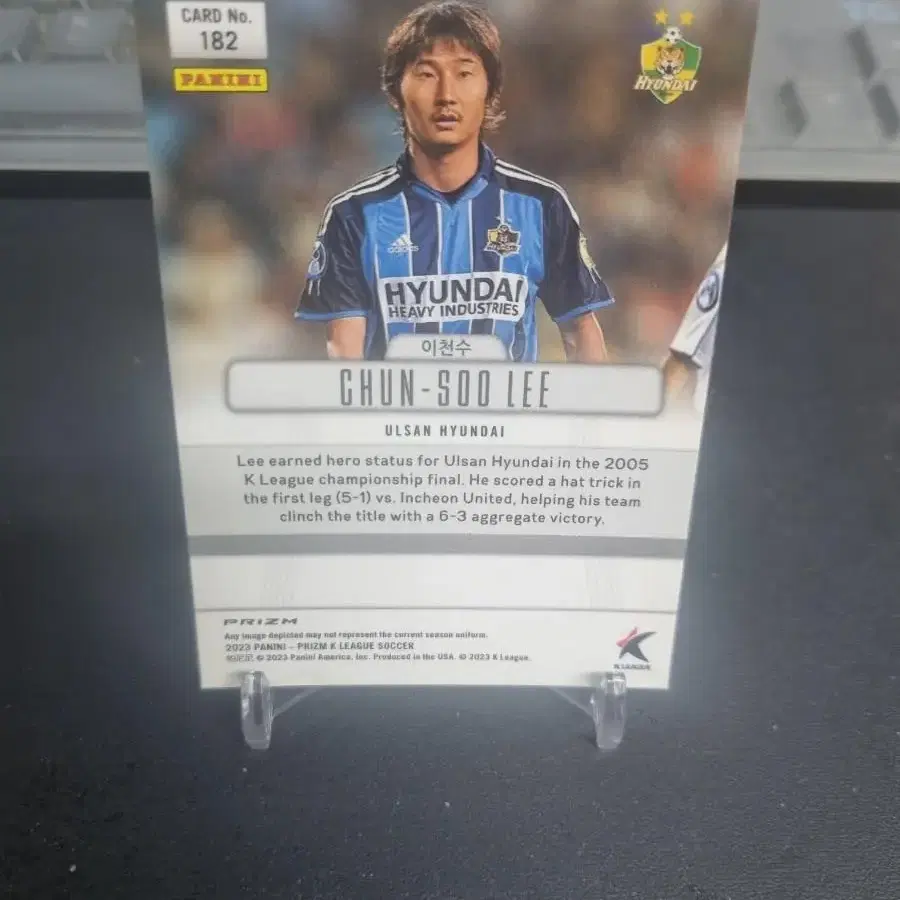 CARD No.
182
PANINI
HYUNDAI
adidas
HYUNDAI
HEAVY INDUSTRIES
이천수
CHUN-SOO LEE
ULSAN HYUNDAI
Lee earned hero status for Ulsan Hyundai in the 2005
K League championship final. He scored a hat trick in
the first leg (5-1) vs. Incheon United, helping his team
clinch the title with a 6-3 aggregate victory.
PRIZM
Any image depicted may not represent the current season uniform.
2023 PANINI – PRIZM K LEAGUE SOCCER
© 2023 Panini America, Inc. Produced in the USA. © 2023 K League.
K LEAGUE